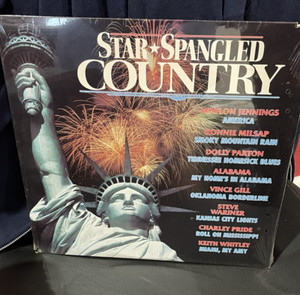 STAR★SPANGLED
COUNTRY
WAYLON JENNINGS
AMERICA
RONNIE MILSAP
SMOKY MOUNTAIN RAIN
DOLLY PARTON
TENNESSEE HOMESICK BLUES
ALABAMA
MY HOME'S IN ALABAMA
VINCE GILL
OKLAHOMA BORDERLINE
STEVE
WARINER
KANSAS CITY LIGHTS
CHARLEY PRIDE
ROLL ON MISSISSIPPI
KEITH WHITLEY
MIAMI, MY AMY